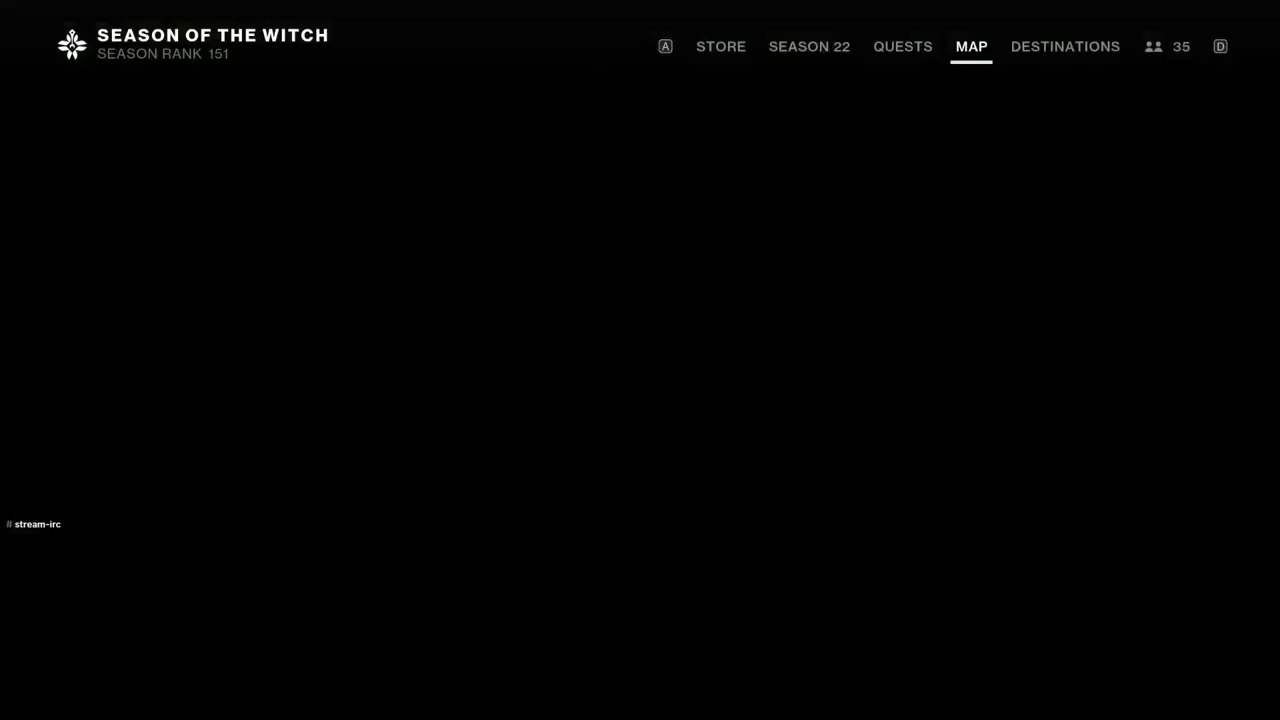 SEASON OF THE WITCH
SEASON RANK 151
A STORE SEASON 22 QUESTS MAP DESTINATIONS 35 D
# stream-irc